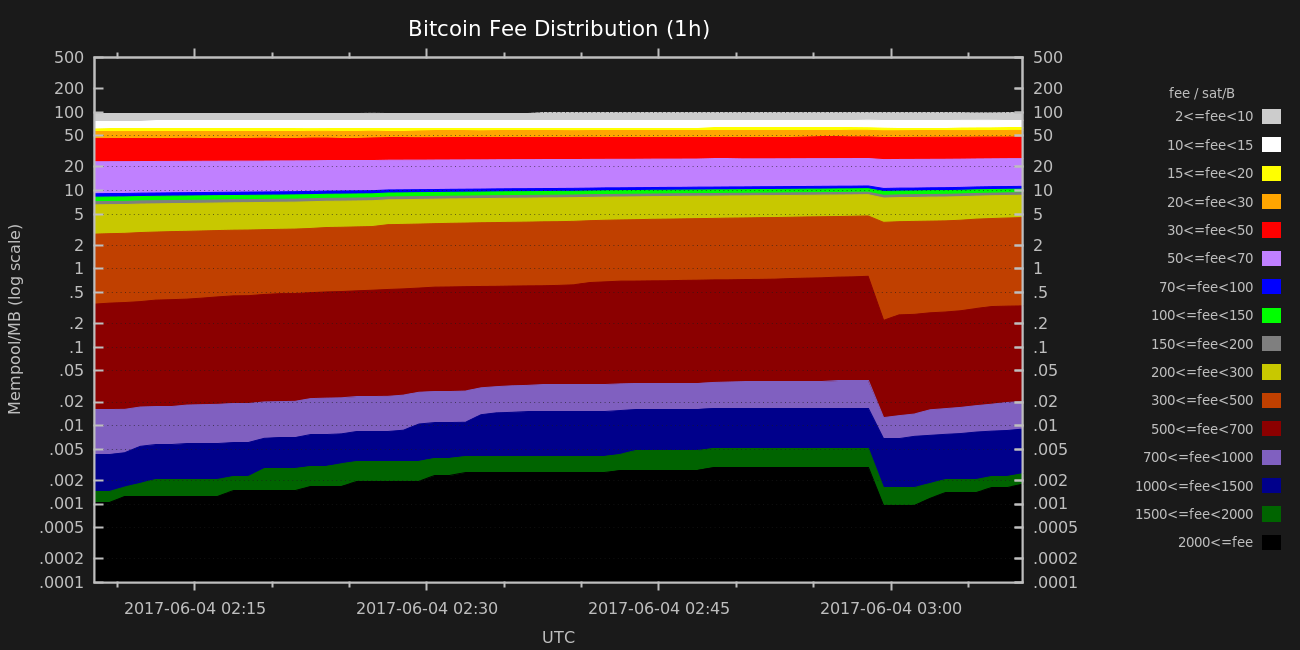 Bitcoin Fee Distribution (1h)
500 500
200 200
100 100
50 50
20 20
10 10
5 5
2 2
1 1
.5 .5
.2 .2
.1 .1
.05 .05
.02 .02
.01 .01
.005 .005
.002 .002
.001 .001
.0005 .0005
.0002 .0002
.0001 .0001
Mempool/MB (log scale)
2017-06-04 02:15 2017-06-04 02:30 2017-06-04 02:45 2017-06-04 03:00
UTC
fee / sat/B
2<=fee<10
10<=fee<15
15<=fee<20
20<=fee<30
30<=fee<50
50<=fee<70
70<=fee<100
100<=fee<150
150<=fee<200
200<=fee<300
300<=fee<500
500<=fee<700
700<=fee<1000
1000<=fee<1500
1500<=fee<2000
2000<=fee